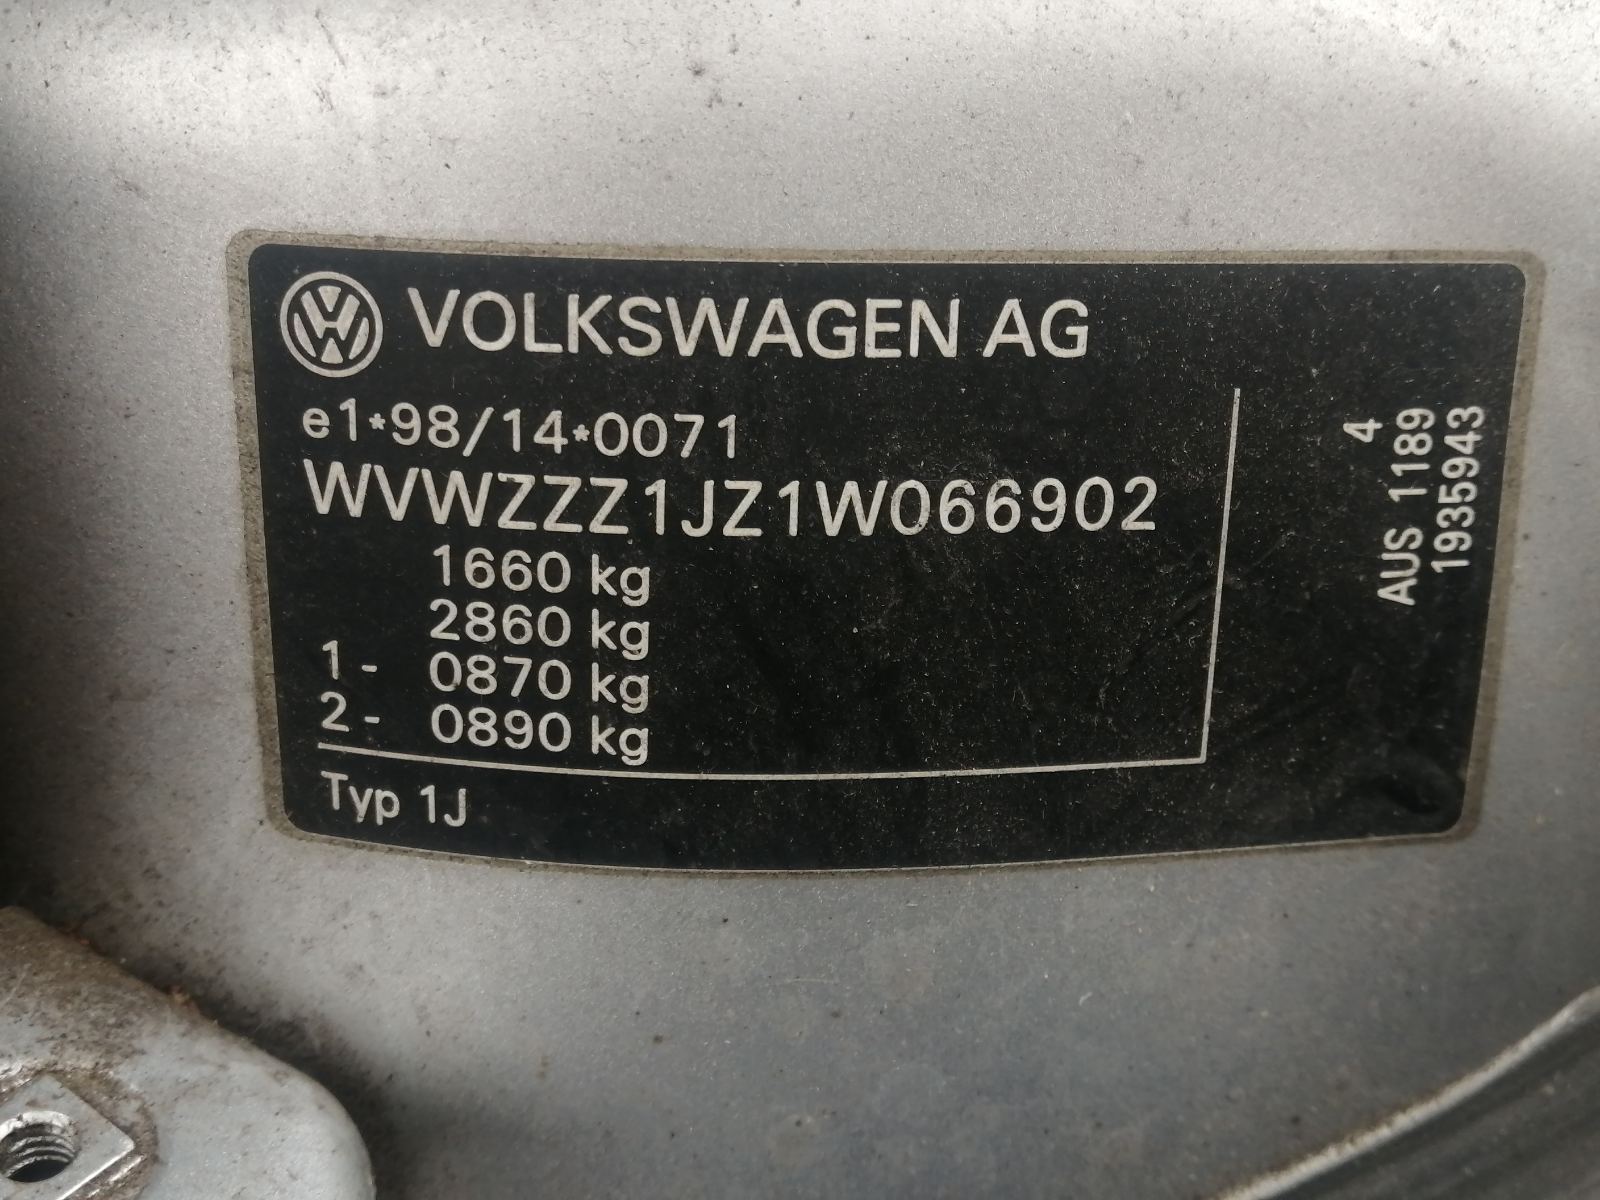 VOLKSWAGEN AG
e1*98/14*0071
WVWZZZ1JZ1W066902
1660 kg
2860 kg
1- 0870 kg
2- 0890 kg
Typ 1J
4
AUS 1189
1935943